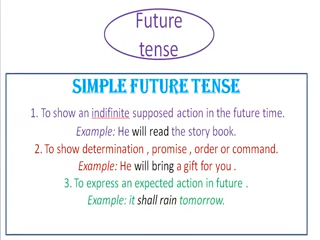 Future
tense
SIMPLE FUTURE TENSE
1. To show an indifinite supposed action in the future time.
Example: He will read the story book.
2. To show determination , promise , order or command.
Example: He will bring a gift for you .
3. To express an expected action in future .
Example: it shall rain tomorrow.